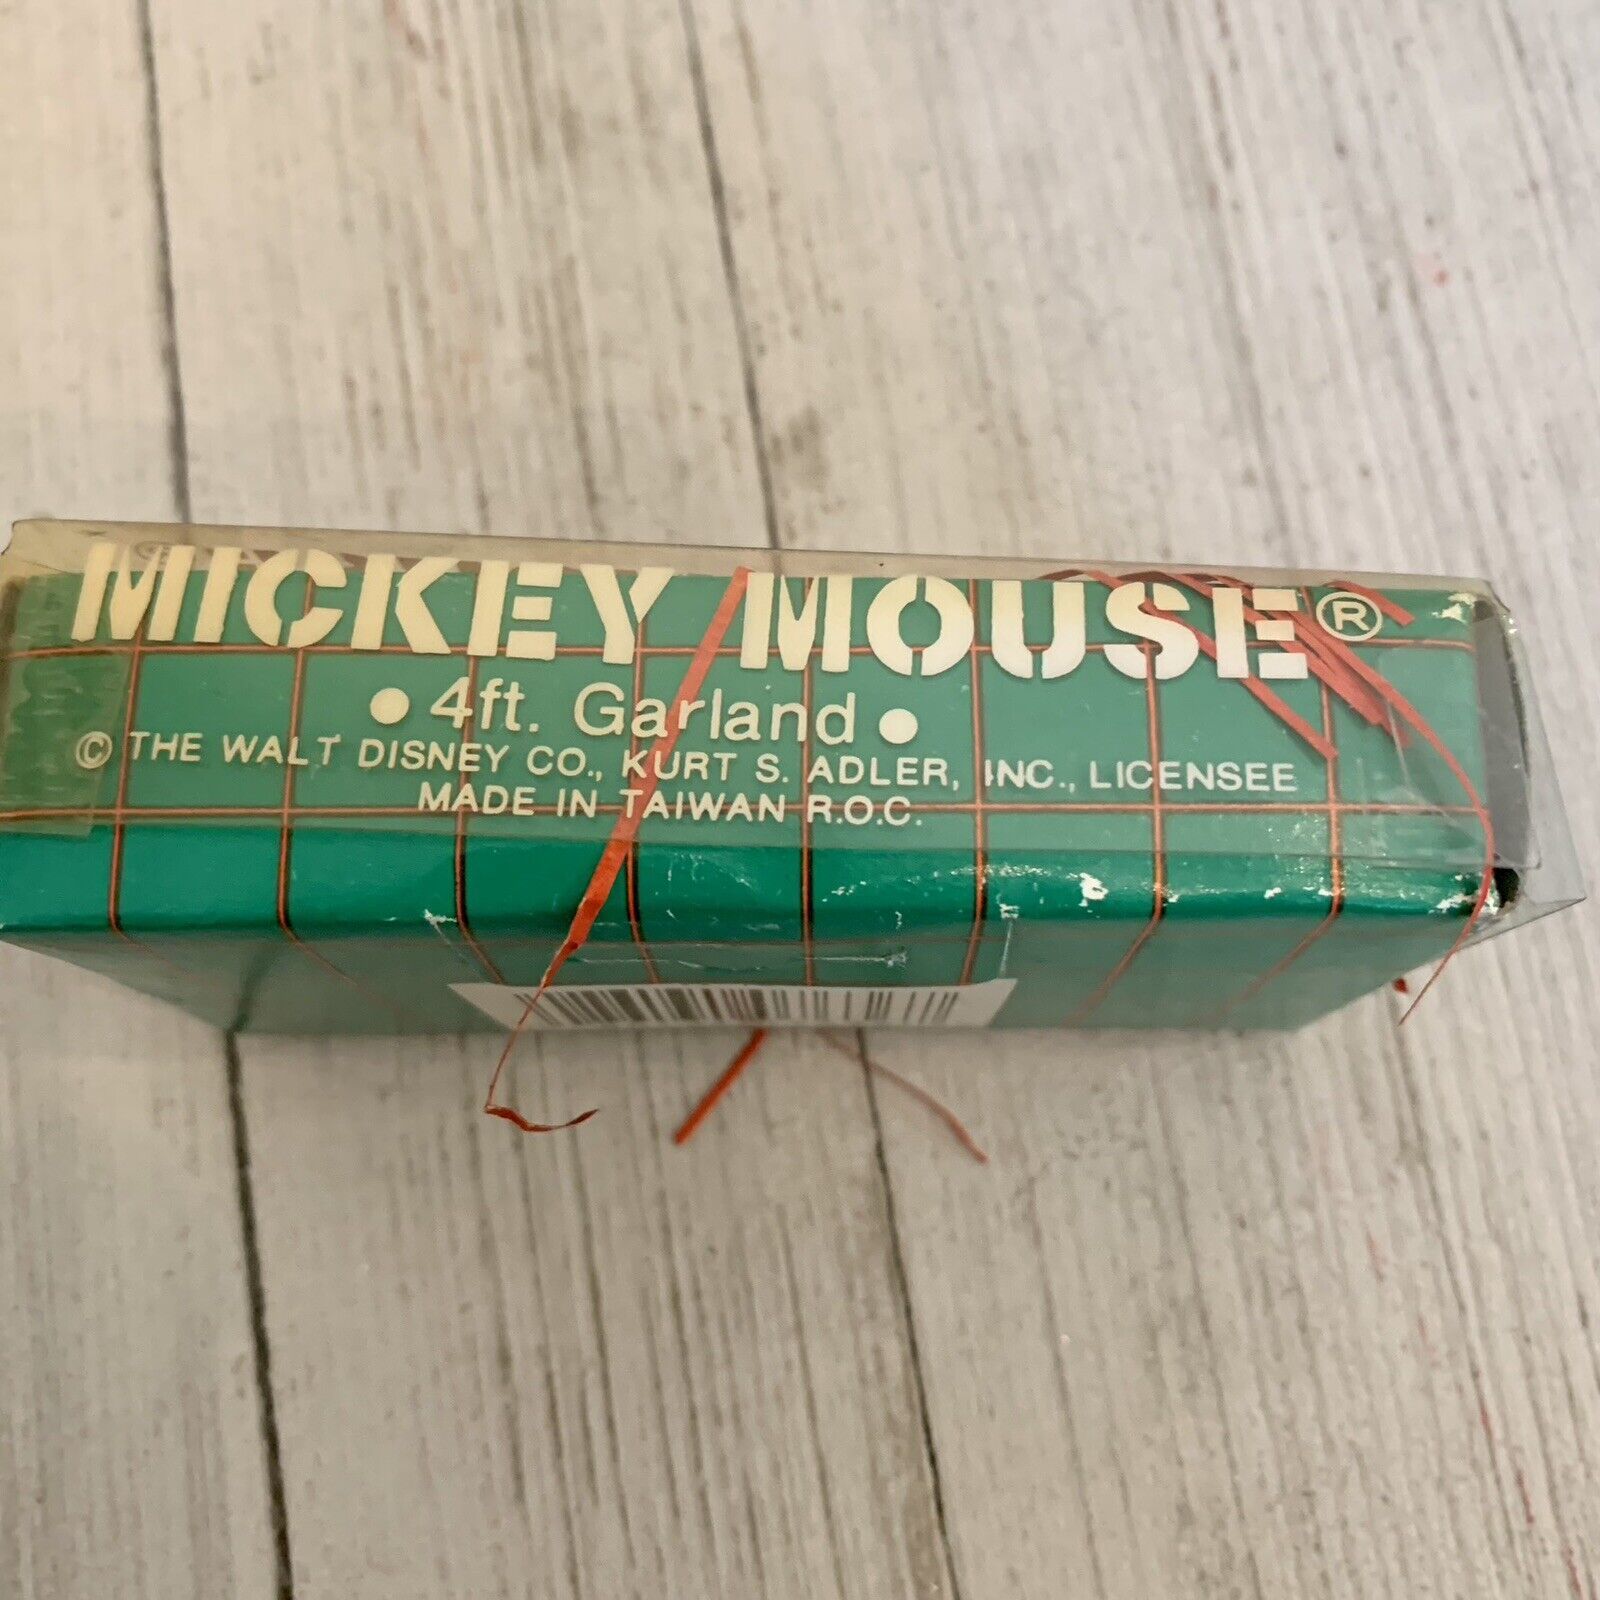 MICKEY MOUSE®
• 4ft. Garland •
© THE WALT DISNEY CO., KURT S. ADLER, INC., LICENSEE
MADE IN TAIWAN R.O.C.